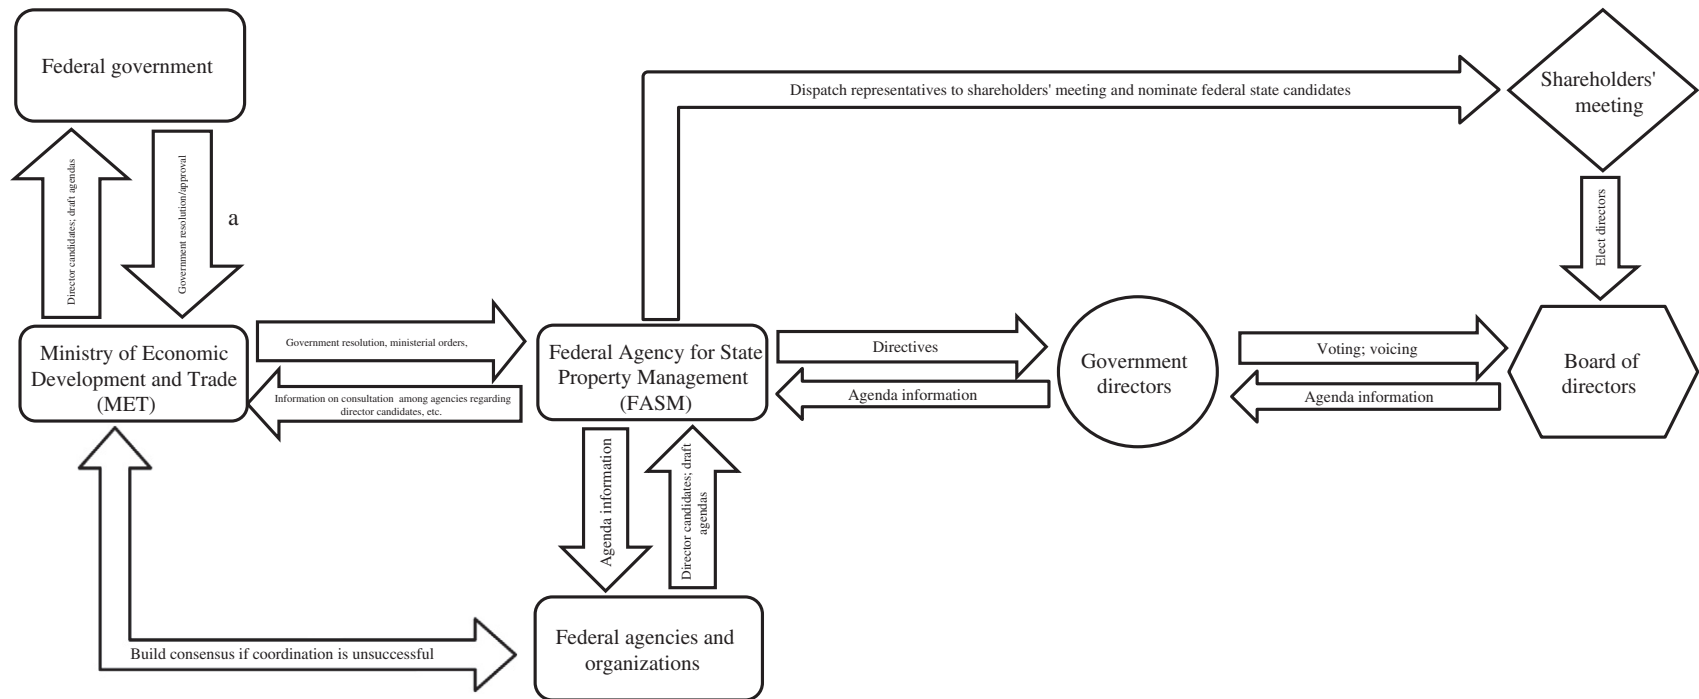 Federal government
Dispatch representatives to shareholders' meeting and nominate federal state candidates
Shareholders'
meeting
Director candidates; draft agendas
Government resolution/approval
a
Elect directors
Ministry of Economic
Development and Trade
(MET)
Government resolution, ministerial orders,
Information on consultation among agencies regarding
director candidates, etc.
Federal Agency for State
Property Management
(FASM)
Directives
Agenda information
Government
directors
Voting; voicing
Agenda information
Board of
directors
Agenda information
Director candidates; draft
agendas
Build consensus if coordination is unsuccessful
Federal agencies and
organizations